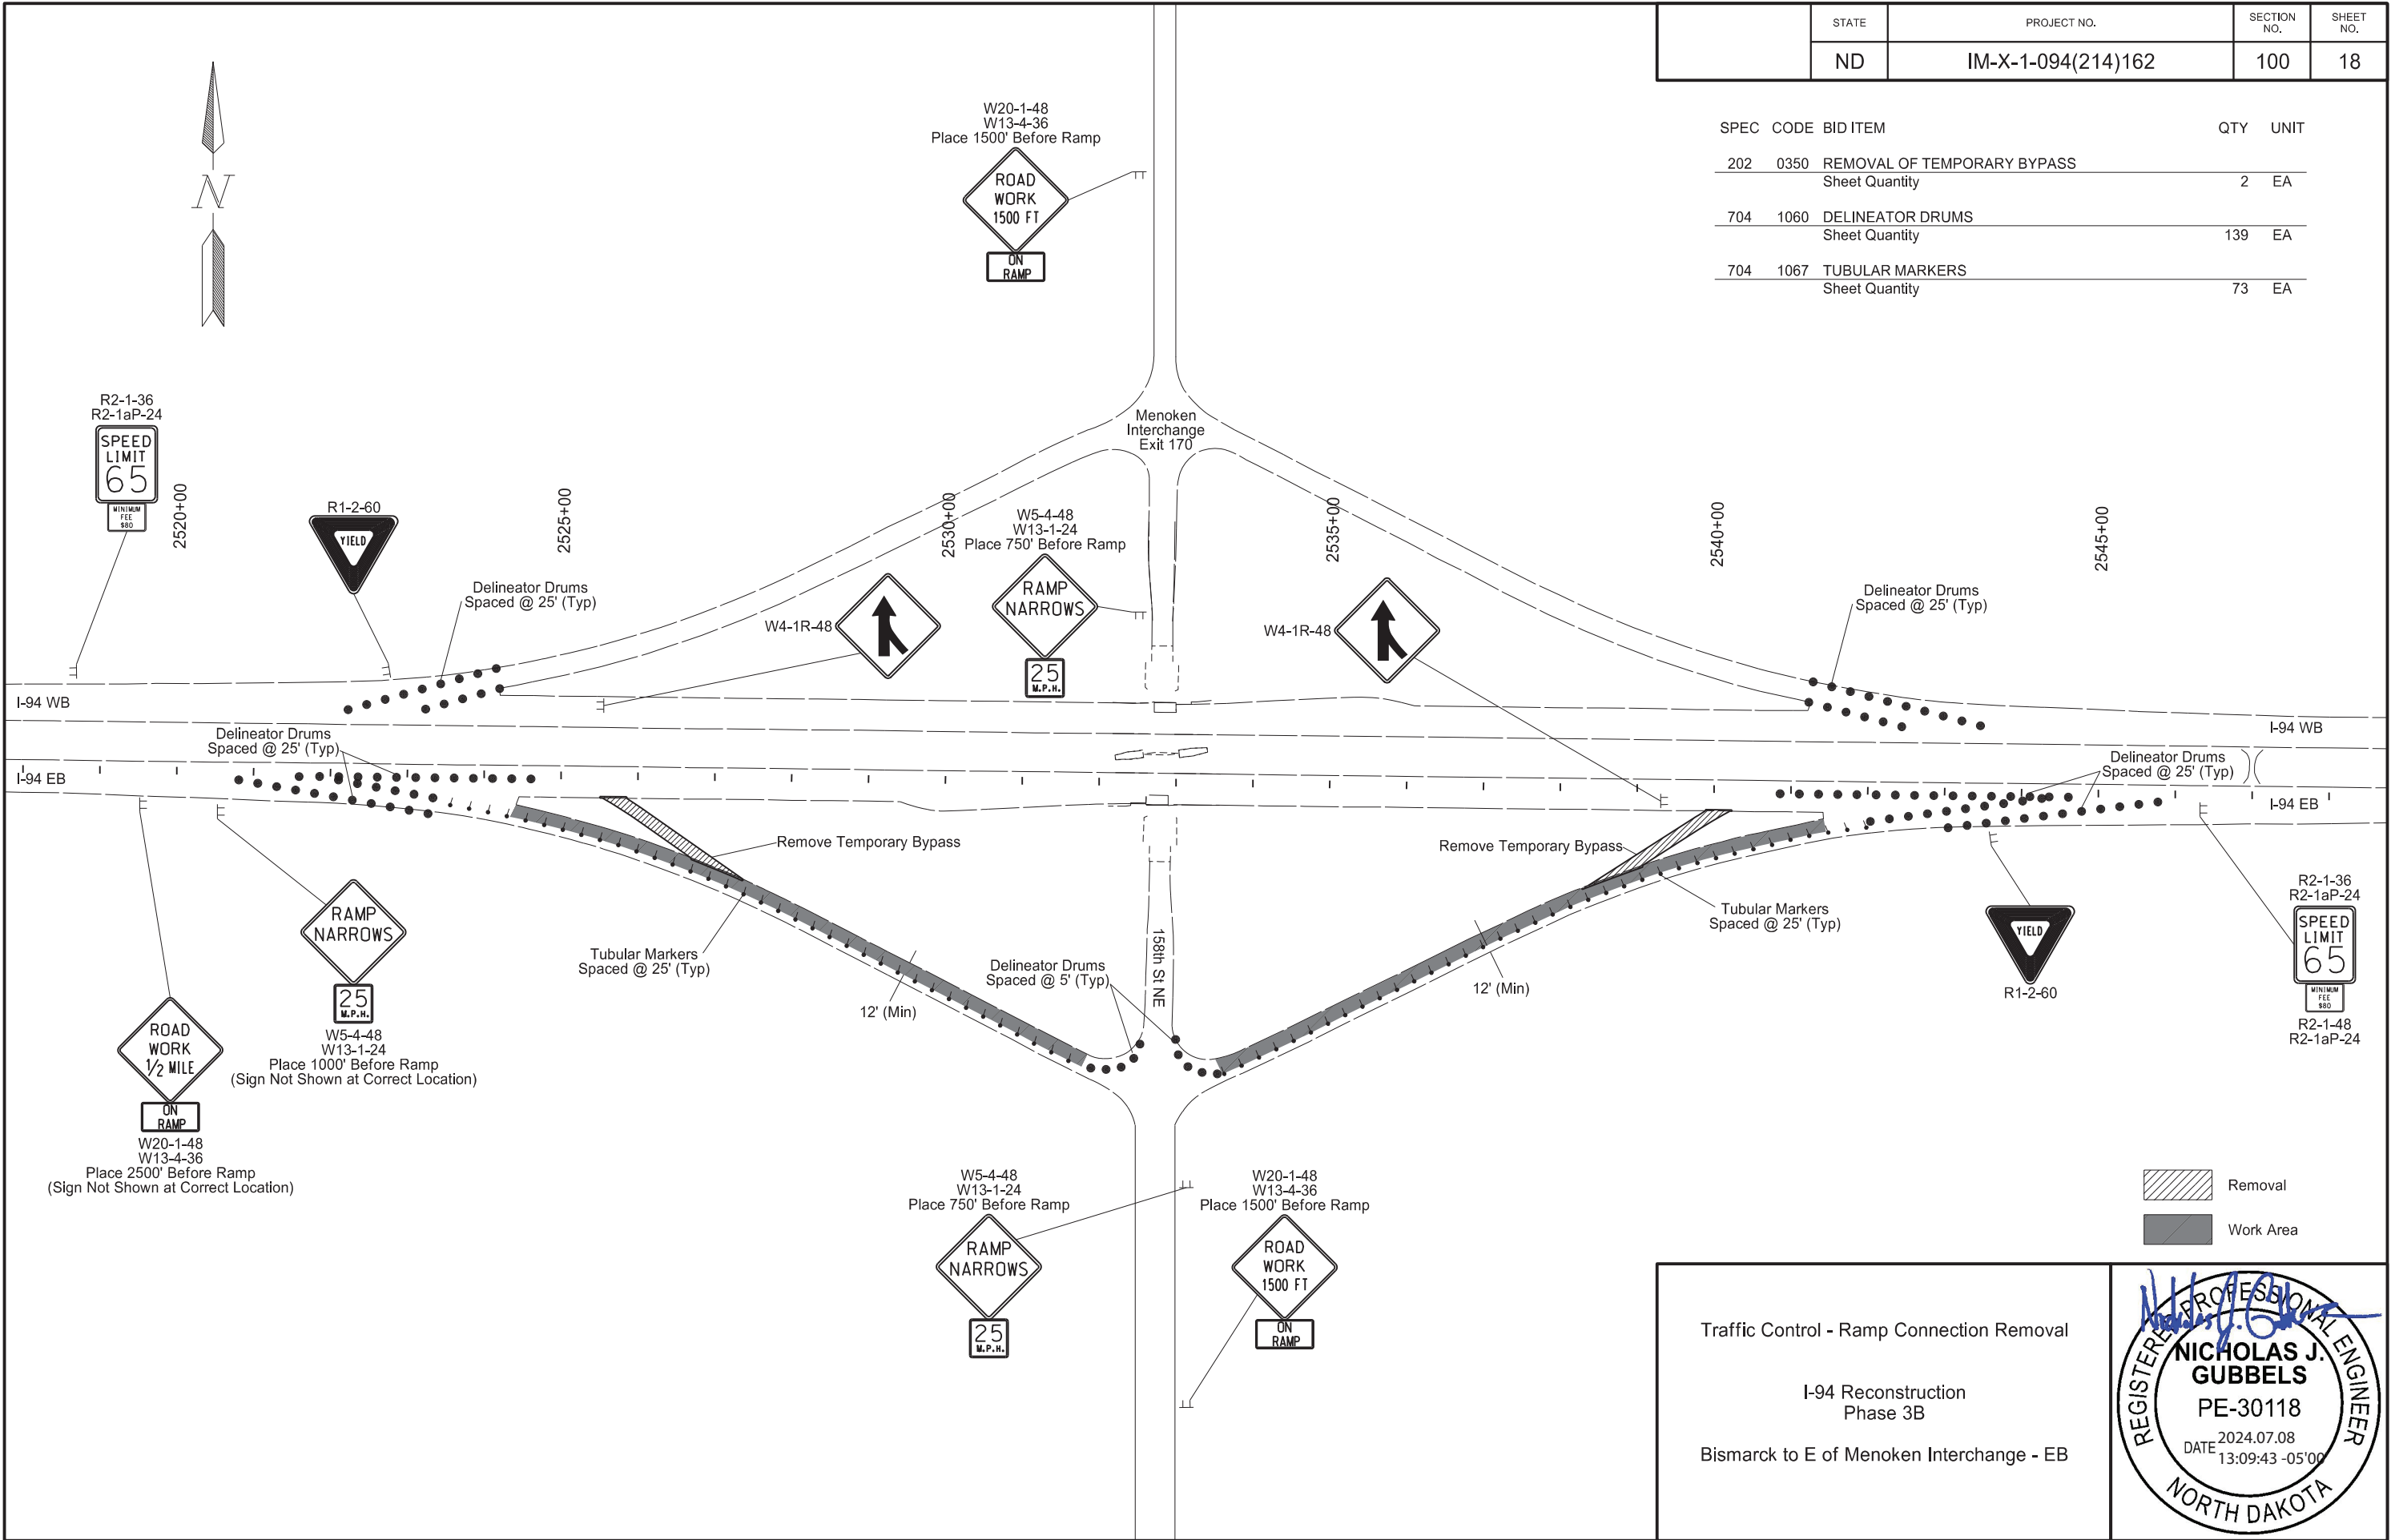 STATE
PROJECT NO.
SECTION
NO.
SHEET
NO.
ND
IM-X-1-094(214)162
100
18
SPEC CODE BID ITEM QTY UNIT
202 0350 REMOVAL OF TEMPORARY BYPASS
Sheet Quantity 2 EA
704 1060 DELINEATOR DRUMS
Sheet Quantity 139 EA
704 1067 TUBULAR MARKERS
Sheet Quantity 73 EA
N
W20-1-48
W13-4-36
Place 1500' Before Ramp
ROAD
WORK
1500 FT
ON
RAMP
Menoken
Interchange
Exit 170
R2-1-36
R2-1aP-24
SPEED
LIMIT
65
MINIMUM
FEE
$80
2520+00
R1-2-60
YIELD
2525+00
Delineator Drums
Spaced @ 25' (Typ)
2530+00
W5-4-48
W13-1-24
Place 750' Before Ramp
RAMP
NARROWS
25
M.P.H.
W4-1R-48
2535+00
W4-1R-48
2540+00
2545+00
Delineator Drums
Spaced @ 25' (Typ)
I-94 WB
I-94 WB
Delineator Drums
Spaced @ 25' (Typ)
Delineator Drums
Spaced @ 25' (Typ)
I-94 EB
I-94 EB
Remove Temporary Bypass
Remove Temporary Bypass
RAMP
NARROWS
25
M.P.H.
W5-4-48
W13-1-24
Place 1000' Before Ramp
(Sign Not Shown at Correct Location)
Tubular Markers
Spaced @ 25' (Typ)
12' (Min)
Delineator Drums
Spaced @ 5' (Typ)
158th St NE
12' (Min)
Tubular Markers
Spaced @ 25' (Typ)
YIELD
R1-2-60
R2-1-36
R2-1aP-24
SPEED
LIMIT
65
MINIMUM
FEE
$80
R2-1-48
R2-1aP-24
ROAD
WORK
1/2 MILE
ON
RAMP
W20-1-48
W13-4-36
Place 2500' Before Ramp
(Sign Not Shown at Correct Location)
W5-4-48
W13-1-24
Place 750' Before Ramp
RAMP
NARROWS
25
M.P.H.
W20-1-48
W13-4-36
Place 1500' Before Ramp
ROAD
WORK
1500 FT
ON
RAMP
Removal
Work Area
Traffic Control - Ramp Connection Removal
I-94 Reconstruction
Phase 3B
Bismarck to E of Menoken Interchange - EB
REGISTERED PROFESSIONAL ENGINEER
Nicholas J. Gubbels
NICHOLAS J.
GUBBELS
PE-30118
DATE 2024.07.08
13:09:43 -05'00
NORTH DAKOTA